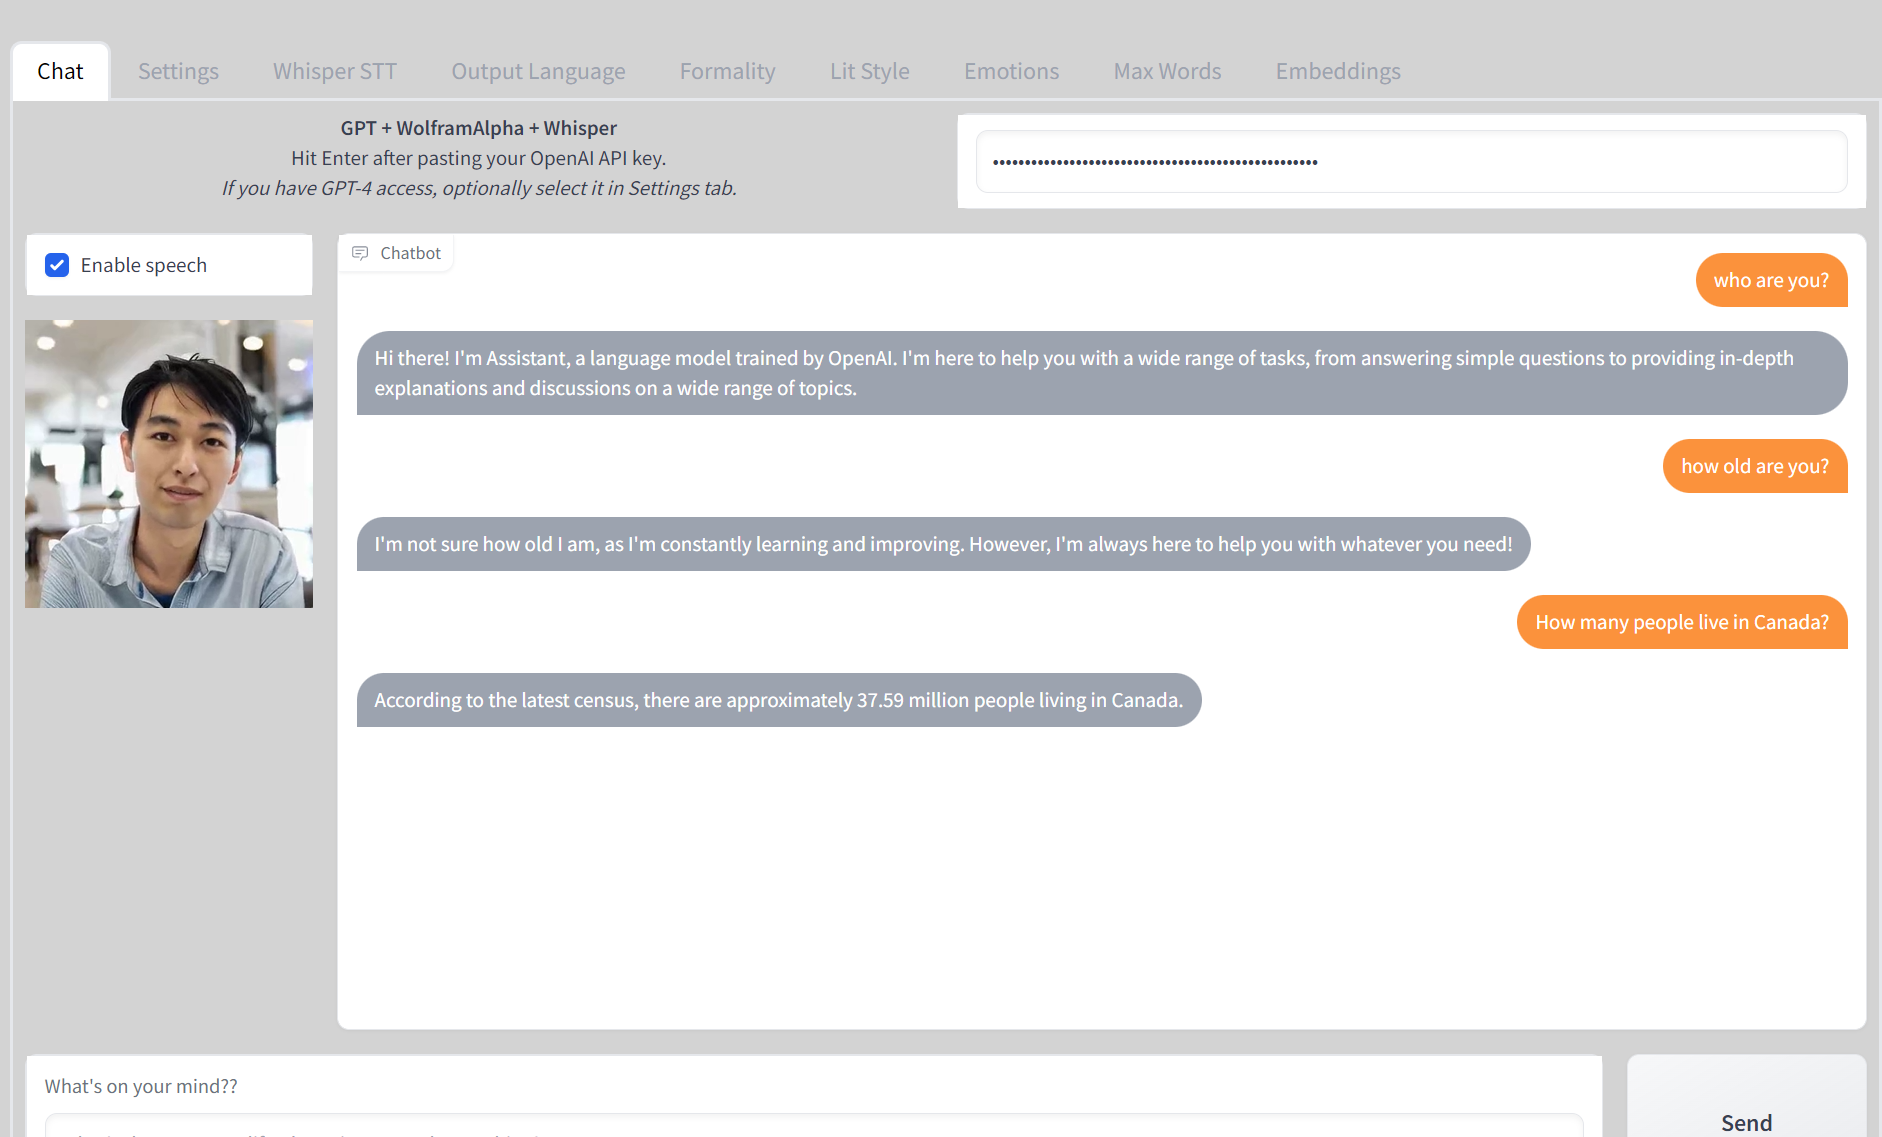 Chat
Settings
Whisper STT
Output Language
Formality
Lit Style
Emotions
Max Words
Embeddings
GPT + WolframAlpha + Whisper
Hit Enter after pasting your OpenAI API key.
If you have GPT-4 access, optionally select it in Settings tab.
••••••••••••••••••••••••••••••••••••••••••••••••••••
Enable speech
Chatbot
who are you?
Hi there! I'm Assistant, a language model trained by OpenAI. I'm here to help you with a wide range of tasks, from answering simple questions to providing in-depth
explanations and discussions on a wide range of topics.
how old are you?
I'm not sure how old I am, as I'm constantly learning and improving. However, I'm always here to help you with whatever you need!
How many people live in Canada?
According to the latest census, there are approximately 37.59 million people living in Canada.
What's on your mind??
Send